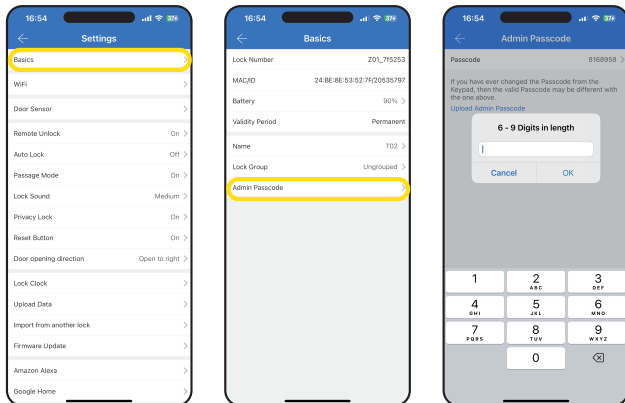 16:54
37
Settings
Basics
WiFi
Door Sensor
Remote Unlock On
Auto Lock Off
Passage Mode On
Lock Sound Medium
Privacy Lock On
Reset Button On
Door opening direction Open to right
Lock Clock
Upload Data
Import from another lock
Firmware Update
Amazon Alexa
Google Home
16:54
37
Basics
Lock Number Z01_7f5253
MAC/ID 24:BE:8E:53:52:7F/20535797
Battery 90%
Validity Period Permanent
Name T02
Lock Group Ungrouped
Admin Passcode
16:54
37
Admin Passcode
Passcode 8168958
If you have ever changed the Passcode from the
Keypad, then the valid Passcode may be different with
the one above.
Upload Admin Passcode
6 - 9 Digits in length
Cancel OK
1 2 3
ABC DEF
4 5 6
GHI JKL MNO
7 8 9
PQRS TUV WXYZ
0